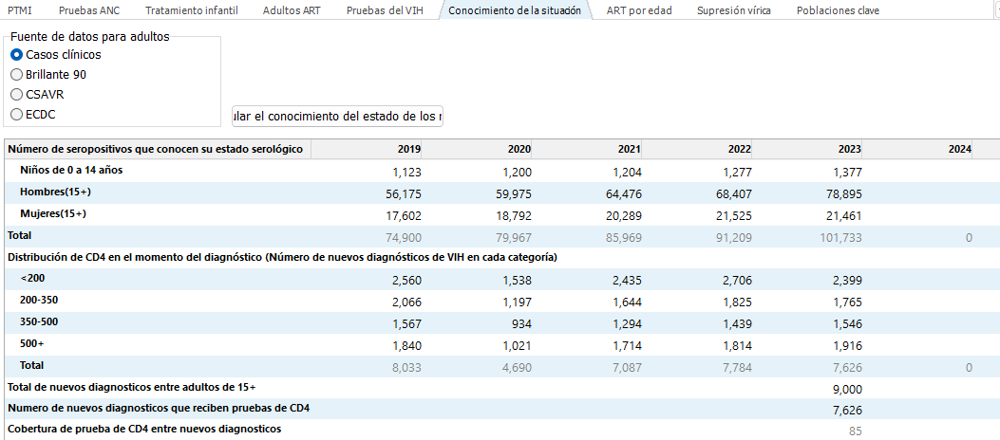 PTMI Pruebas ANC Tratamiento infantil Adultos ART Pruebas del VIH Conocimiento de la situación ART por edad Supresión vírica Poblaciones clave
Fuente de datos para adultos
Casos clínicos
Brillante 90
CSAVR
ECDC
ular el conocimiento del estado de los
Número de seropositivos que conocen su estado serológico 2019 2020 2021 2022 2023 2024
Niños de 0 a 14 años 1,123 1,200 1,204 1,277 1,377
Hombres(15+) 56,175 59,975 64,476 68,407 78,895
Mujeres(15+) 17,602 18,792 20,289 21,525 21,461
Total 74,900 79,967 85,969 91,209 101,733 0
Distribución de CD4 en el momento del diagnóstico (Número de nuevos diagnósticos de VIH en cada categoría)
<200 2,560 1,538 2,435 2,706 2,399
200-350 2,066 1,197 1,644 1,825 1,765
350-500 1,567 934 1,294 1,439 1,546
500+ 1,840 1,021 1,714 1,814 1,916
Total 8,033 4,690 7,087 7,784 7,626 0
Total de nuevos diagnosticos entre adultos de 15+ 9,000
Numero de nuevos diagnosticos que reciben pruebas de CD4 7,626
Cobertura de prueba de CD4 entre nuevos diagnosticos 85